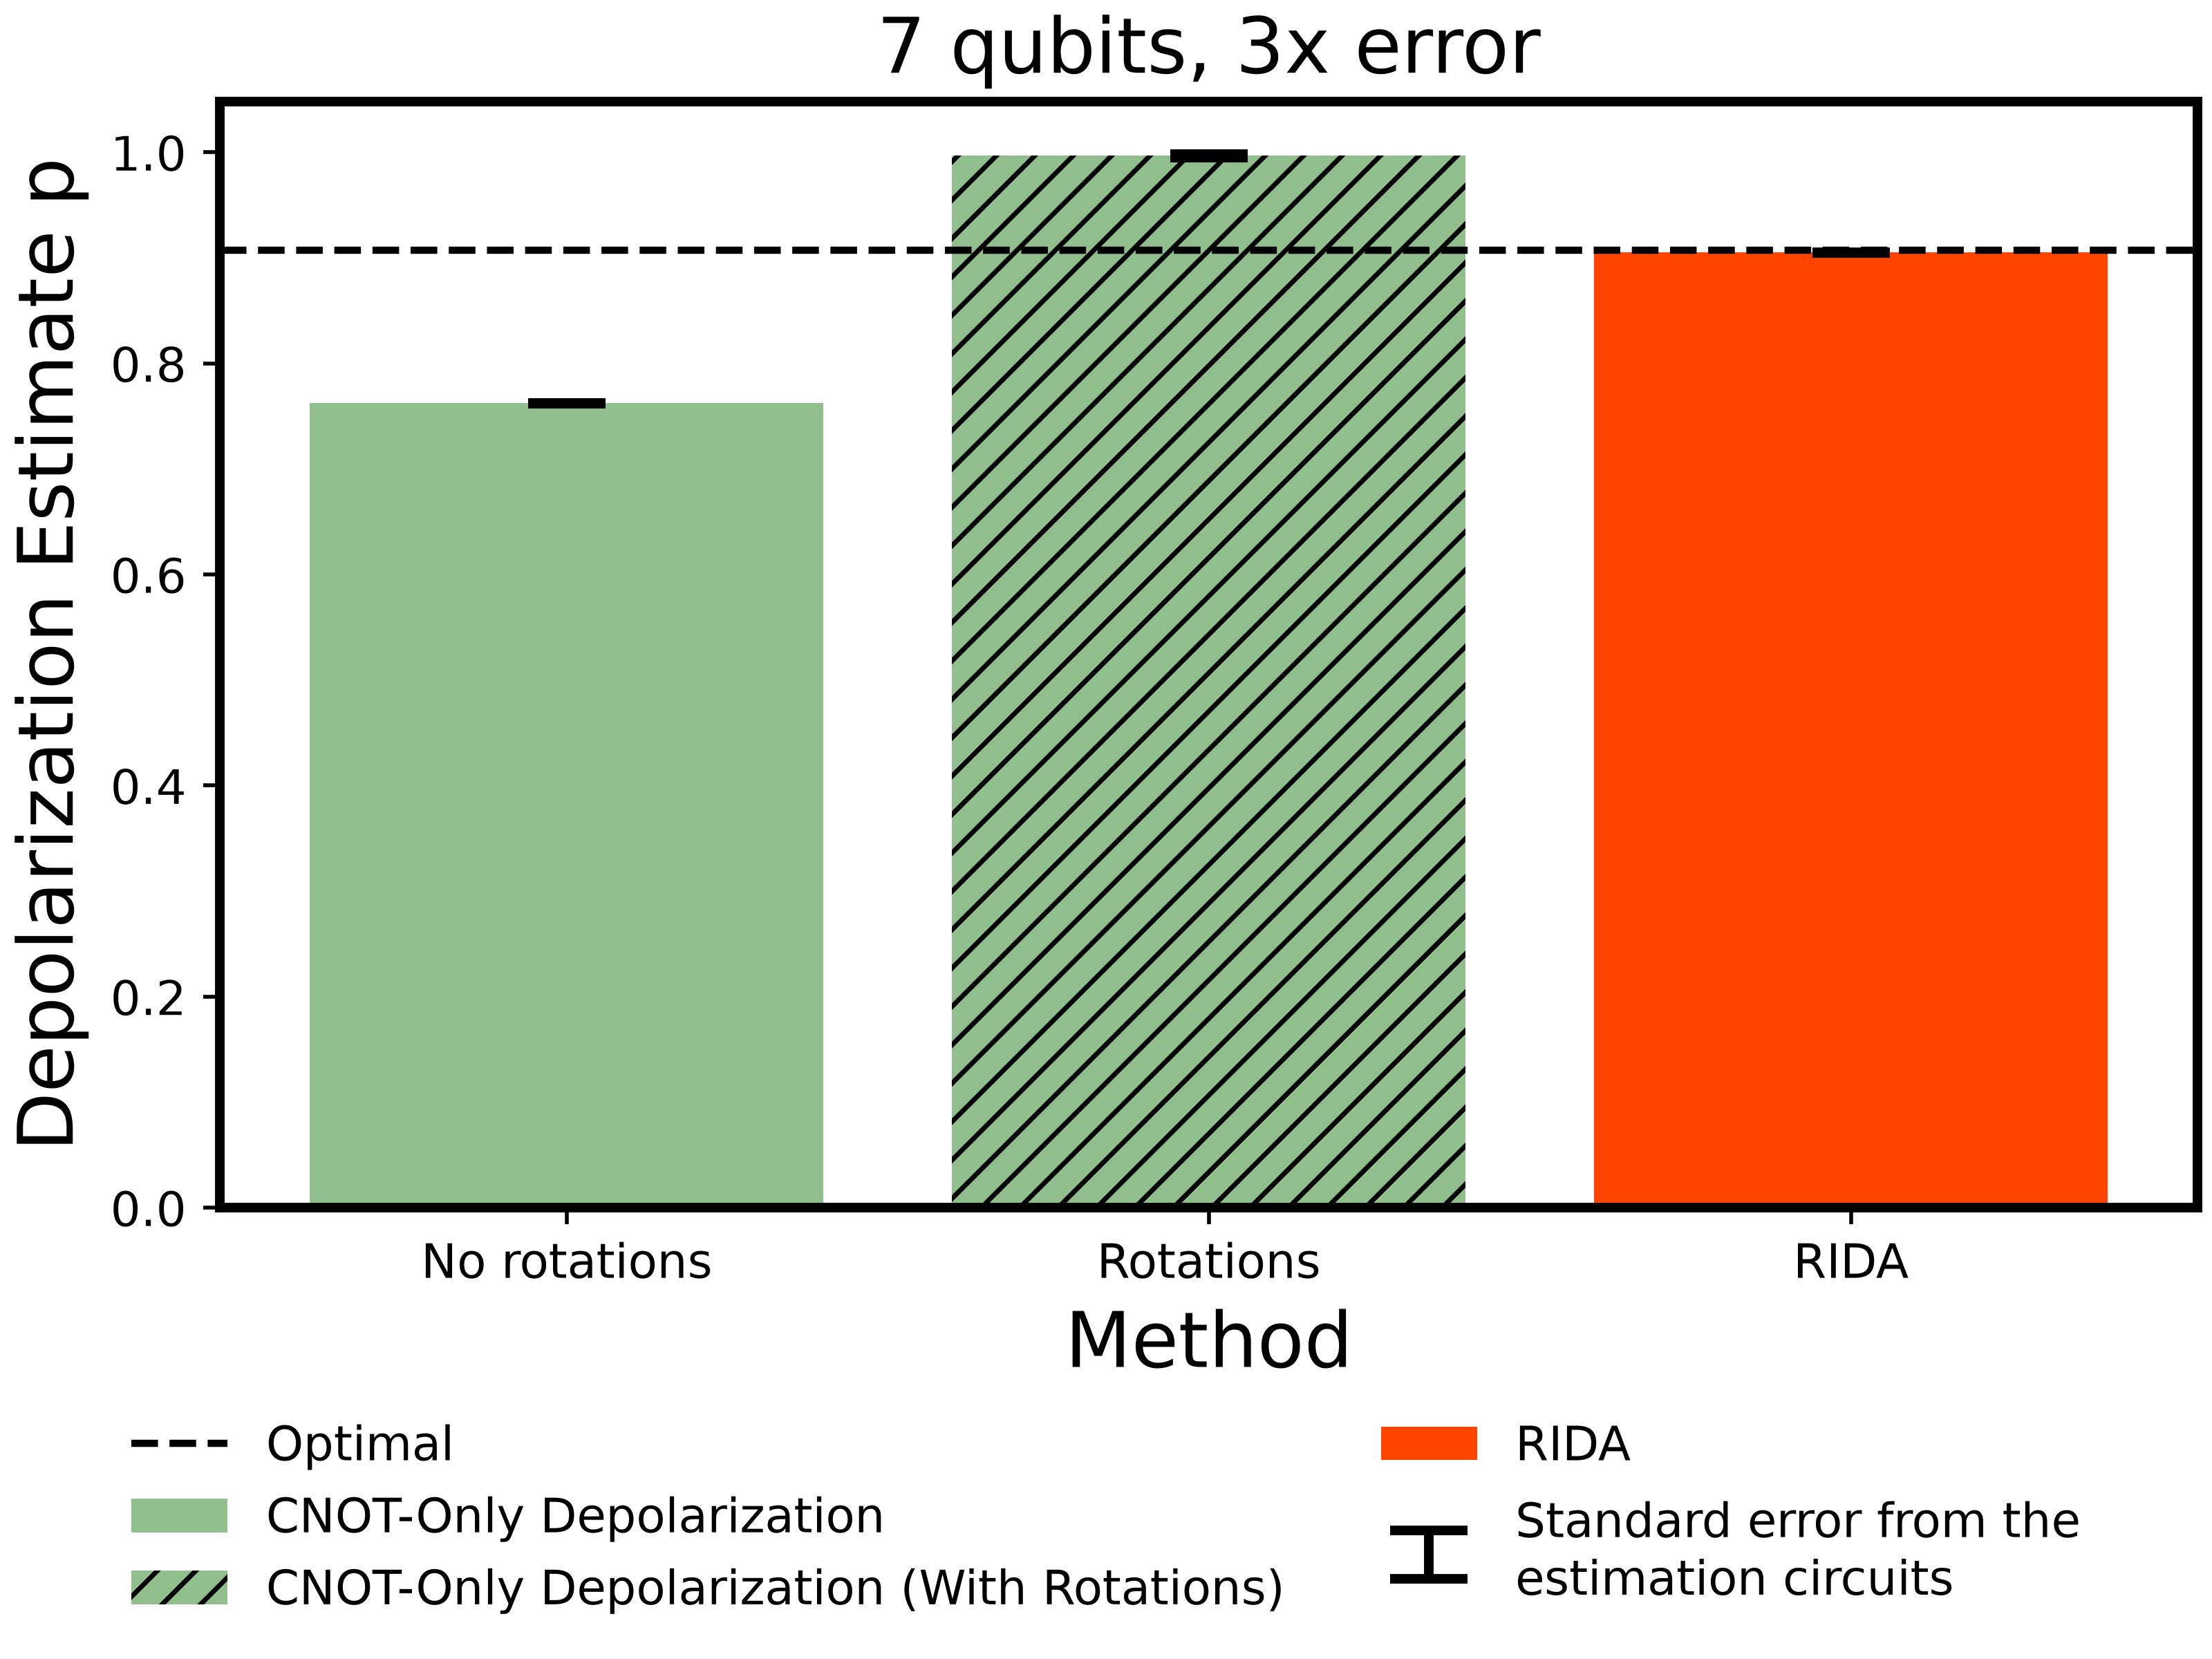 7 qubits, 3x error
Depolarization Estimate p
1.0
0.8
0.6
0.4
0.2
0.0
No rotations
Rotations
RIDA
Method
Optimal
CNOT-Only Depolarization
CNOT-Only Depolarization (With Rotations)
RIDA
Standard error from the
estimation circuits